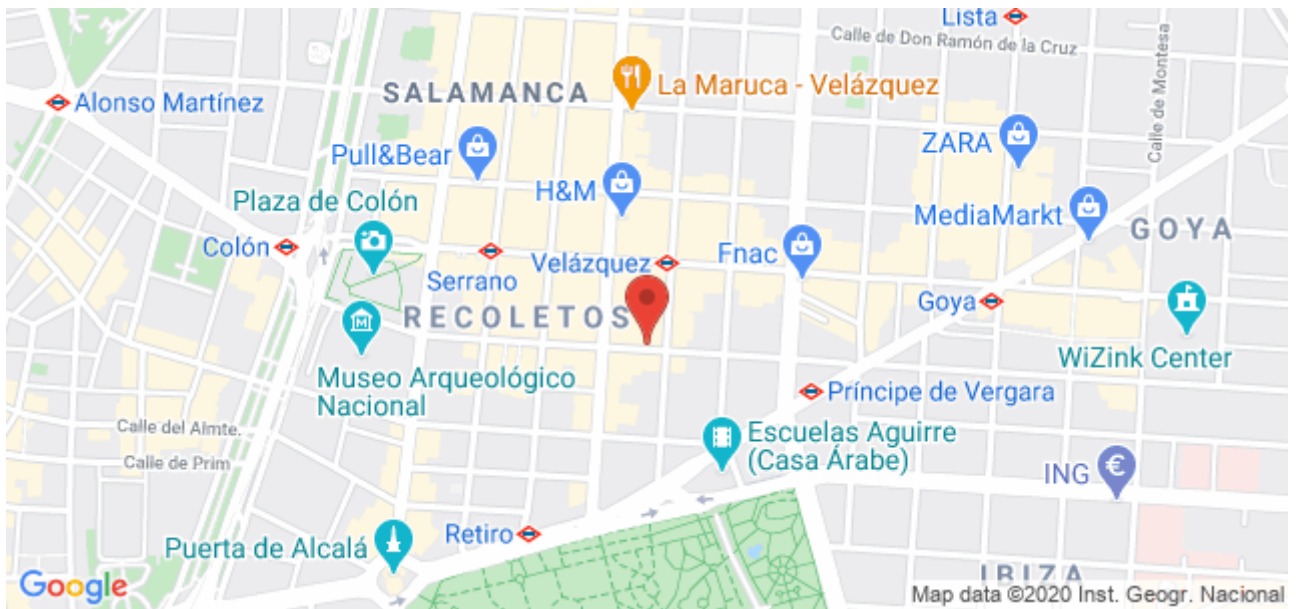 Lista
Calle de Don Ramón de la Cruz
Calle de Montesa
La Maruca - Velázquez
SALAMANCA
Alonso Martínez
ZARA
Pull&Bear
H&M
Plaza de Colón
MediaMarkt
GOYA
Colón
Velázquez
Fnac
Serrano
Goya
RECOLETOS
WiZink Center
Museo Arqueológico
Nacional
Príncipe de Vergara
Calle del Almte.
Escuelas Aguirre
(Casa Árabe)
Calle de Prim
ING
Retiro
Puerta de Alcalá
IBIZA
Google
Map data ©2020 Inst. Geogr. Nacional